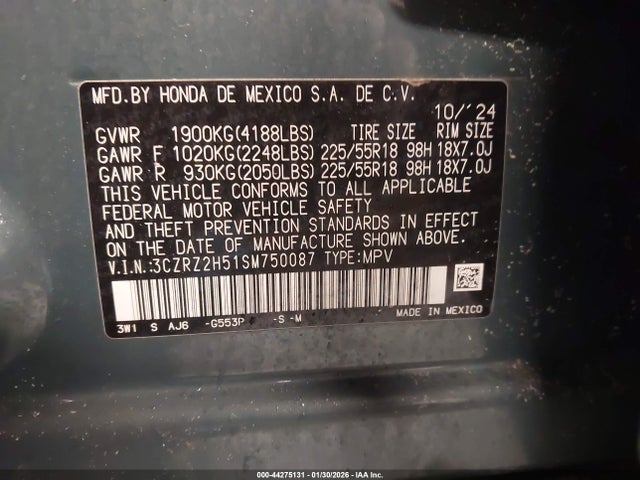 MFD.BY HONDA DE MEXICO S.A. DE C.V.
10/'24
GVWR 1900KG(4188LBS) TIRE SIZE RIM SIZE
GAWR F 1020KG(2248LBS) 225/55R18 98H 18X7.0J
GAWR R 930KG(2050LBS) 225/55R18 98H 18X7.0J
THIS VEHICLE CONFORMS TO ALL APPLICABLE
FEDERAL MOTOR VEHICLE SAFETY
AND THEFT PREVENTION STANDARDS IN EFFECT
ON THE DATE OF MANUFACTURE SHOWN ABOVE.
V.I.N.:3CZRZ2H51SM750087 TYPE:MPV
3W1 S AJ6 -G553P -S-M MADE IN MEXICO
000-44275131 - 01/30/2026 - IAA Inc.